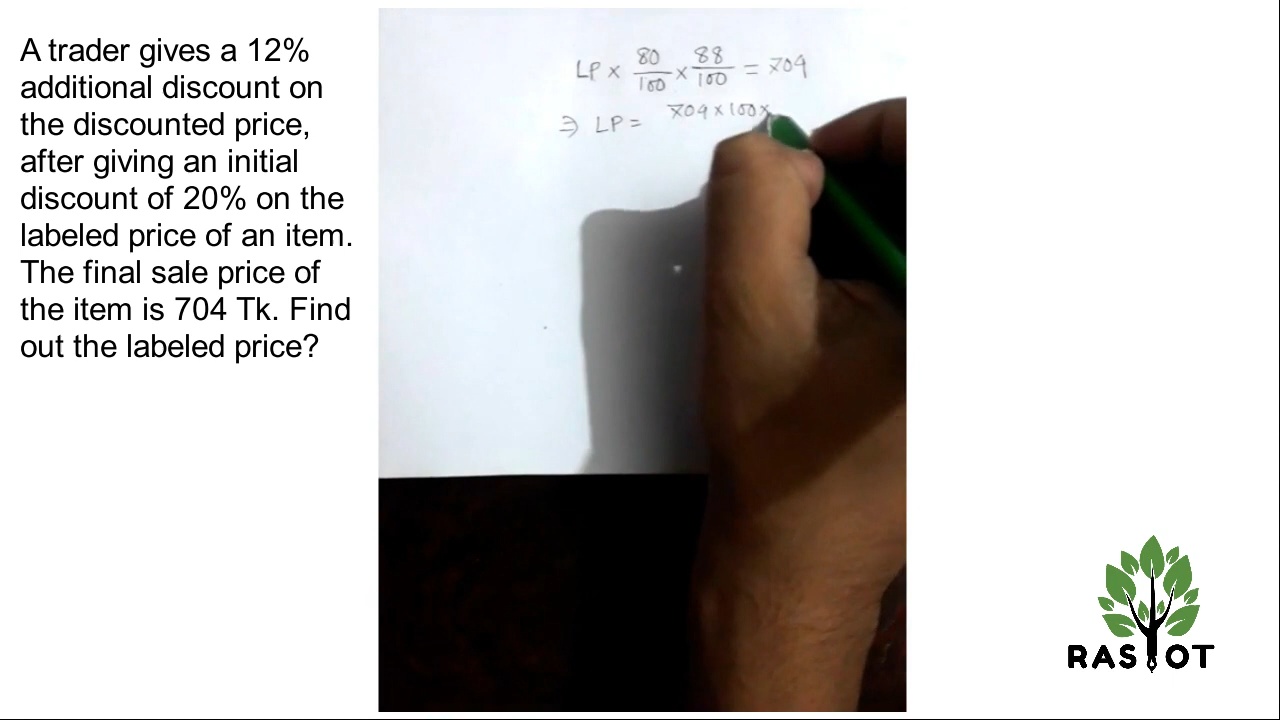 A trader gives a 12%
additional discount on
the discounted price,
after giving an initial
discount of 20% on the
labeled price of an item.
The final sale price of
the item is 704 Tk. Find
out the labeled price?
LP × 80/100 × 88/100 = 704
⇒ LP = 704 × 100 ×
RASIOT